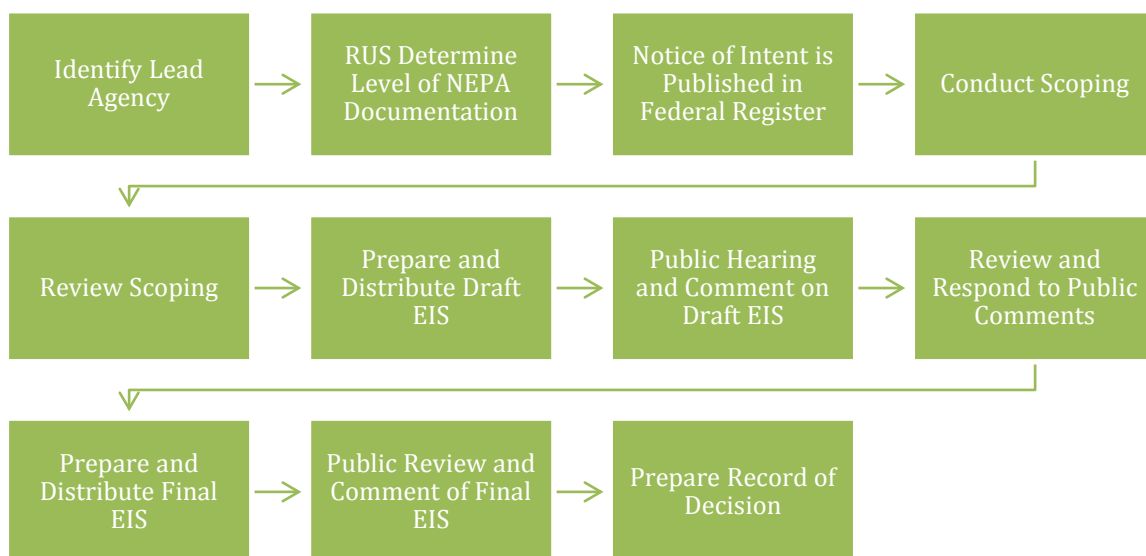 Identify Lead
Agency
RUS Determine
Level of NEPA
Documentation
Notice of Intent is
Published in
Federal Register
Conduct Scoping
Review Scoping
Prepare and
Distribute Draft
EIS
Public Hearing
and Comment on
Draft EIS
Review and
Respond to Public
Comments
Prepare and
Distribute Final
EIS
Public Review and
Comment of Final
EIS
Prepare Record of
Decision